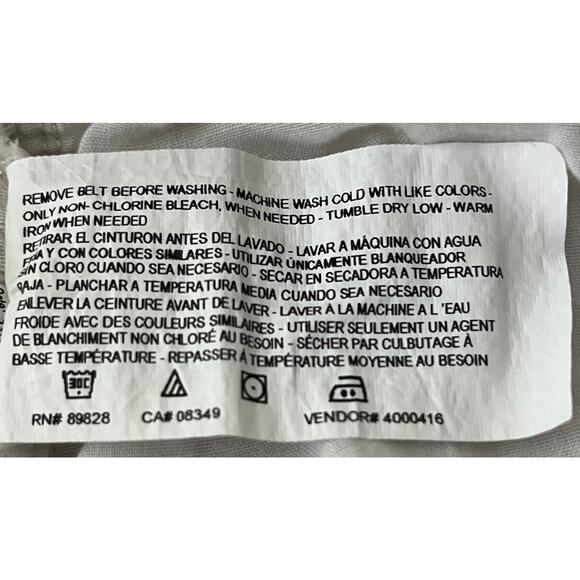 REMOVE BELT BEFORE WASHING - MACHINE WASH COLD WITH LIKE COLORS -
ONLY NON- CHLORINE BLEACH, WHEN NEEDED - TUMBLE DRY LOW - WARM
IRON WHEN NEEDED
RETIRAR EL CINTURON ANTES DEL LAVADO - LAVAR A MÁQUINA CON AGUA
FRIA Y CON COLORES SIMILARES - UTILIZAR ÚNICAMENTE BLANQUEADOR
SIN CLORO CUANDO SEA NECESARIO - SECAR EN SECADORA A TEMPERATURA
BAJA - PLANCHAR A TEMPERATURA MEDIA CUANDO SEA NECESARIO
ENLEVER LA CEINTURE AVANT DE LAVER - LAVER À LA MACHINE A L 'EAU
FROIDE AVEC DES COULEURS SIMILAIRES - UTILISER SEULEMENT UN AGENT
DE BLANCHIMENT NON CHLORÉ AU BESOIN - SÉCHER PAR CULBUTAGE À
BASSE TEMPÉRATURE - REPASSER À TEMPÉRATURE MOYENNE AU BESOIN
30C
RN# 89828 CA# 08349 VENDOR# 4000416